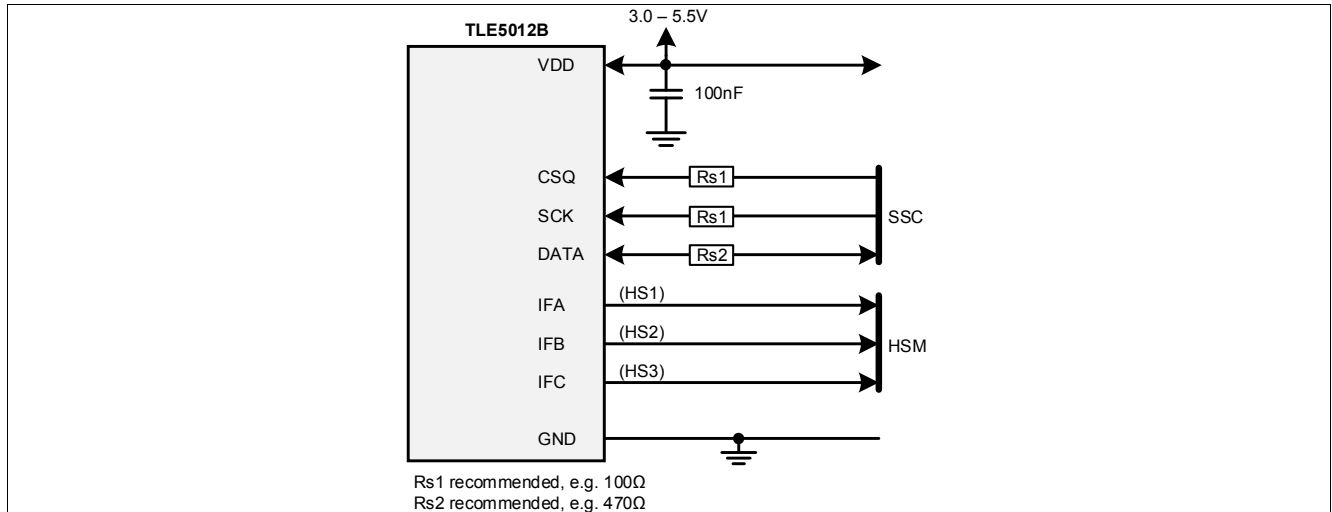 3.0 – 5.5V
TLE5012B
VDD
100nF
CSQ
Rs1
SCK
Rs1
SSC
DATA
Rs2
IFA
(HS1)
IFB
(HS2)
HSM
IFC
(HS3)
GND
Rs1 recommended, e.g. 100Ω
Rs2 recommended, e.g. 470Ω